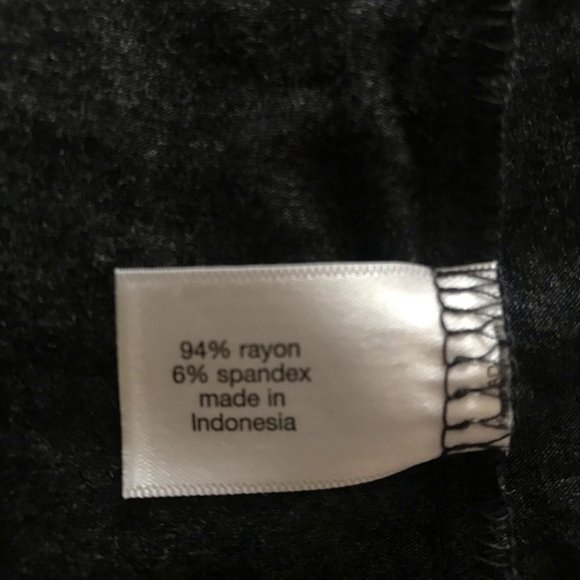 94% rayon
6% spandex
made in
Indonesia